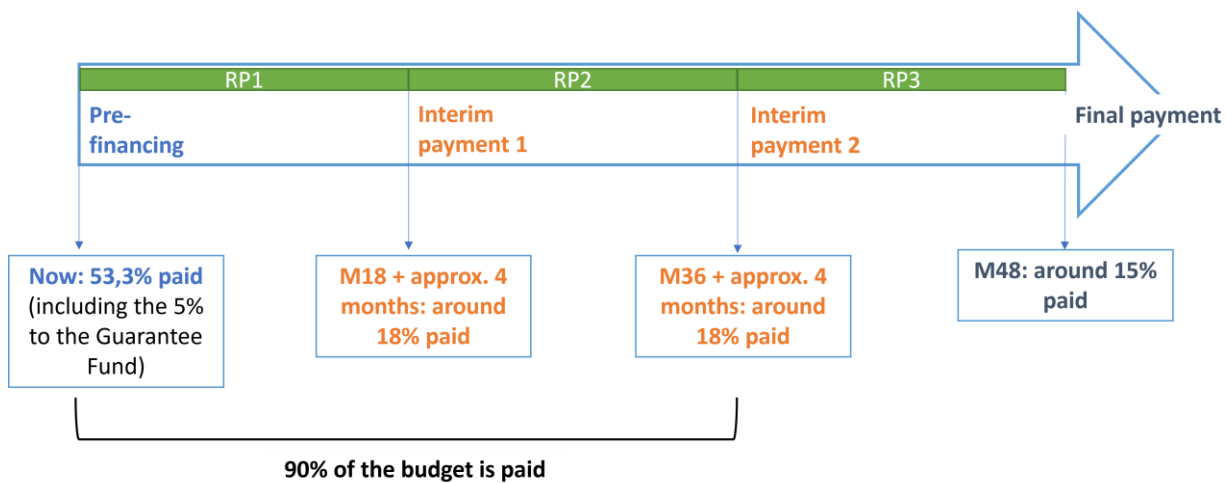 RP1
RP2
RP3
Pre-
financing
Interim
payment 1
Interim
payment 2
Final payment
Now: 53,3% paid
(including the 5%
to the Guarantee
Fund)
M18 + approx. 4
months: around
18% paid
M36 + approx. 4
months: around
18% paid
M48: around 15%
paid
90% of the budget is paid